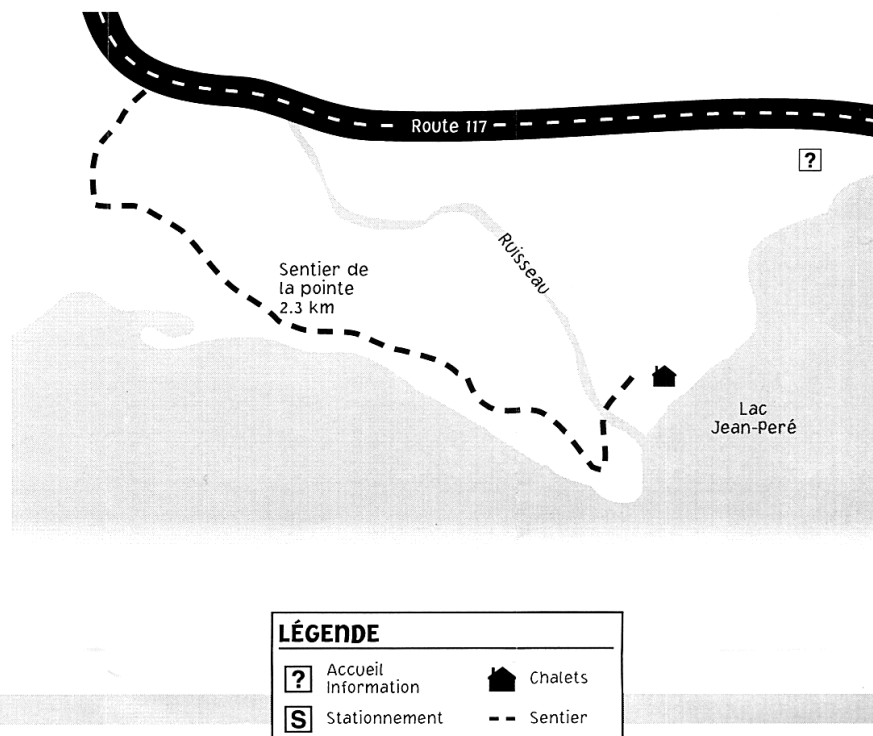 Route 117
?
Ruisseau
Sentier de
la pointe
2.3 km
Lac
Jean-Peré
LÉGENDE
? Accueil
Information
Chalets
S Stationnement
Sentier